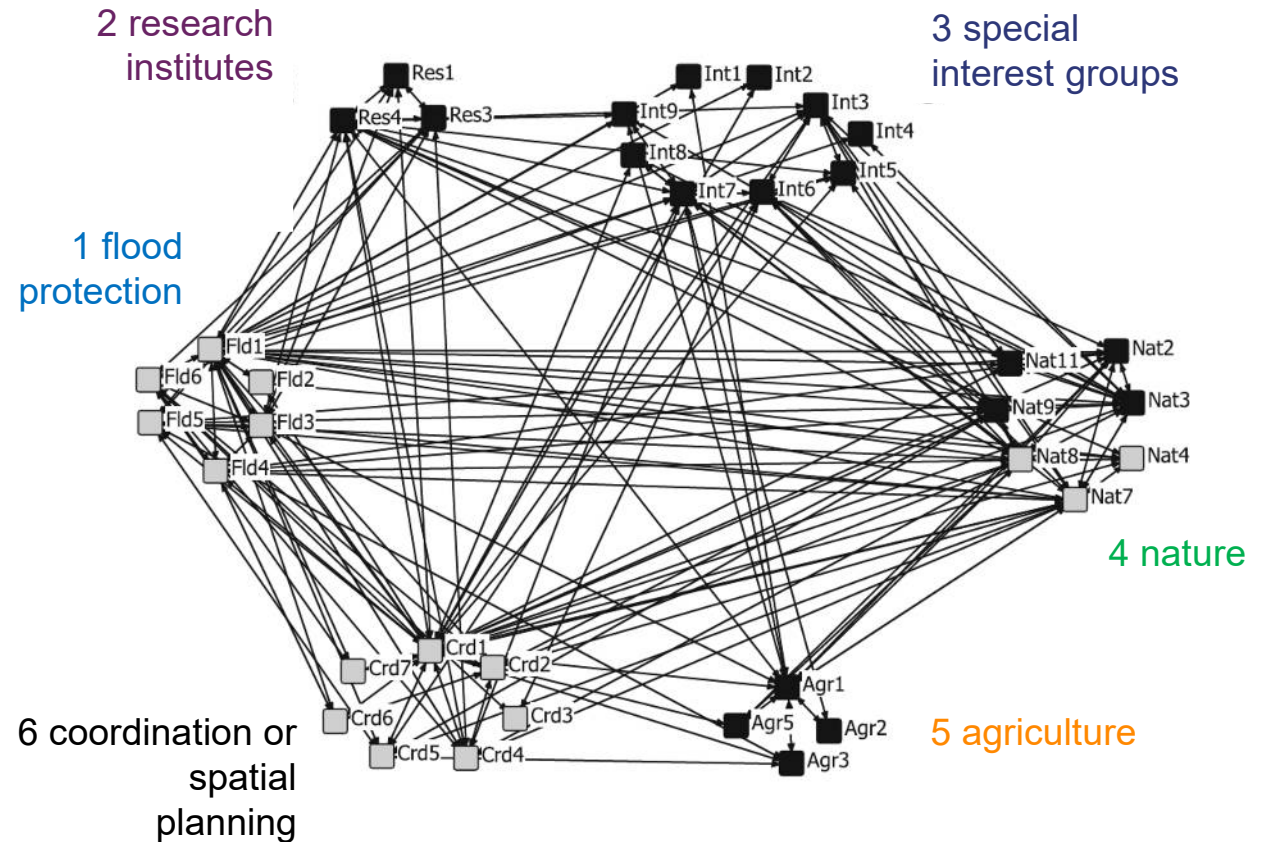 2 research
institutes
3 special
interest groups
Res1
Res4
Res3
Int1
Int2
Int3
Int9
Int4
Int8
Int5
Int7
Int6
1 flood
protection
Fld1
Fld6
Fld2
Fld5
Fld3
Fld4
Nat11
Nat2
Nat9
Nat3
Nat8
Nat4
Nat7
4 nature
Crd1
Crd7
Crd2
Crd6
Crd3
Crd5
Crd4
Agr1
Agr5
Agr2
Agr3
6 coordination or
spatial
planning
5 agriculture